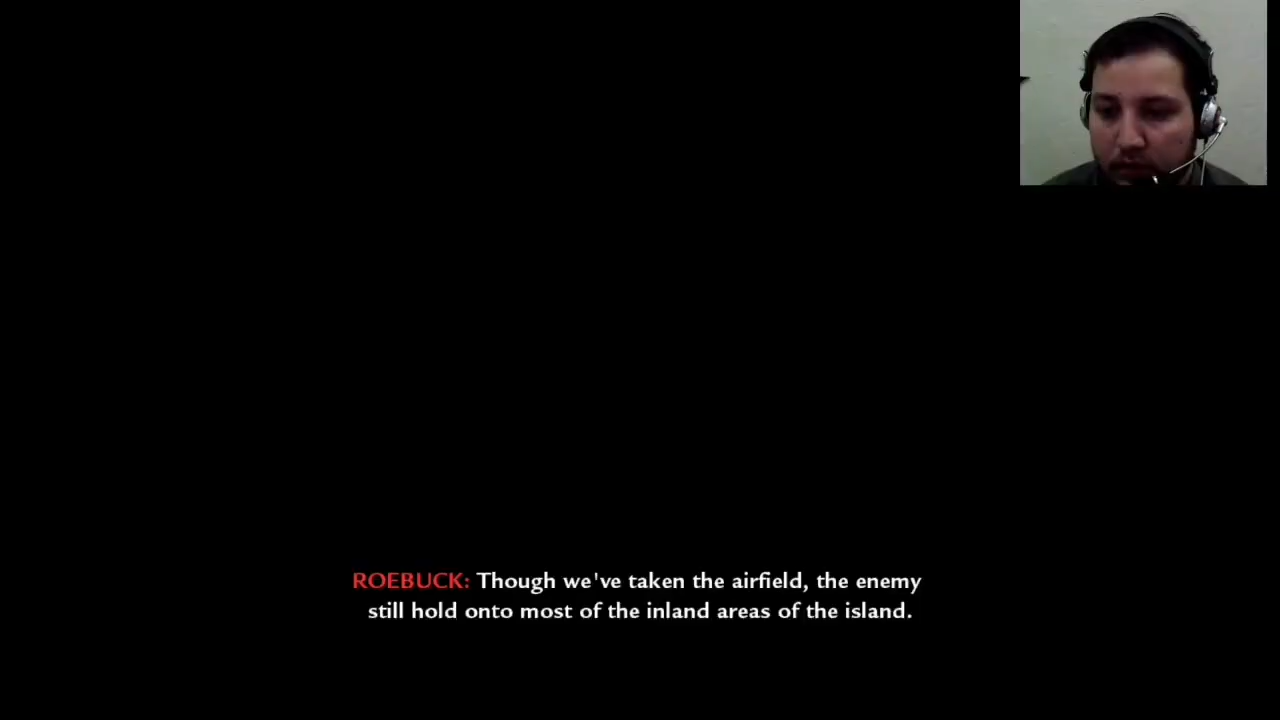 ROEBUCK: Though we've taken the airfield, the enemy
still hold onto most of the inland areas of the island.